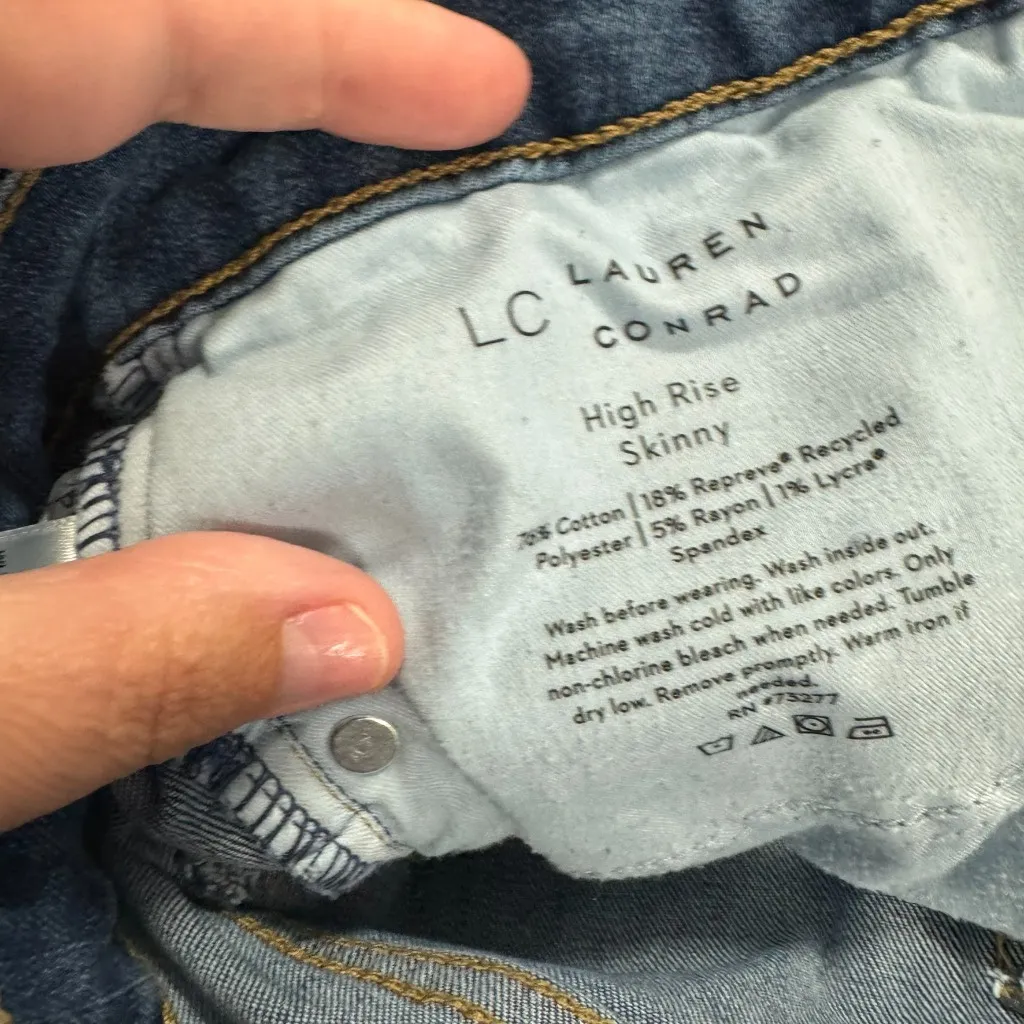 LC LAUREN
CONRAD
High Rise
Skinny
76% Cotton | 18% Repreve® Recycled
Polyester | 5% Rayon | 1% Lycra®
Spandex
Wash before wearing. Wash inside out.
Machine wash cold with like colors. Only
non-chlorine bleach when needed. Tumble
dry low. Remove promptly. Warm iron if
needed.
RN #73277